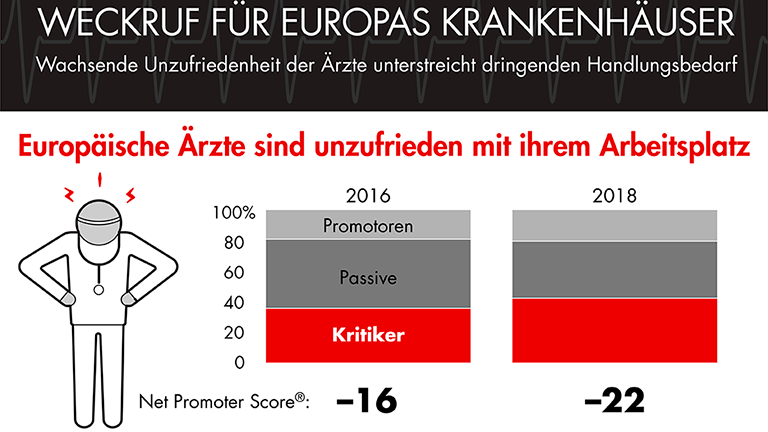 WECKRUF FÜR EUROPAS KRANKENHÄUSER
Wachsende Unzufriedenheit der Ärzte unterstreicht dringenden Handlungsbedarf
Europäische Ärzte sind unzufrieden mit ihrem Arbeitsplatz
2016 2018
100%
Promotoren
80
Passive
60
40
Kritiker
20
0
Net Promoter Score®: –16 –22